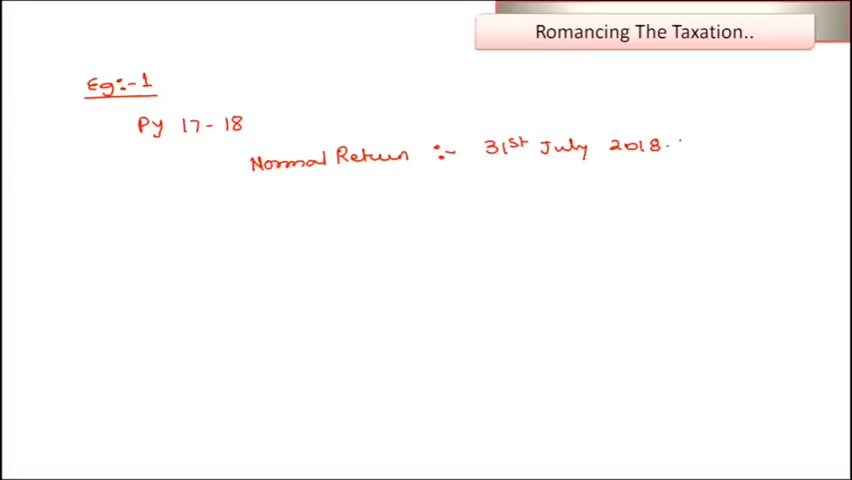 Romancing The Taxation..
Eg:-1
Py 17-18
Normal Return :- 31st July 2018.